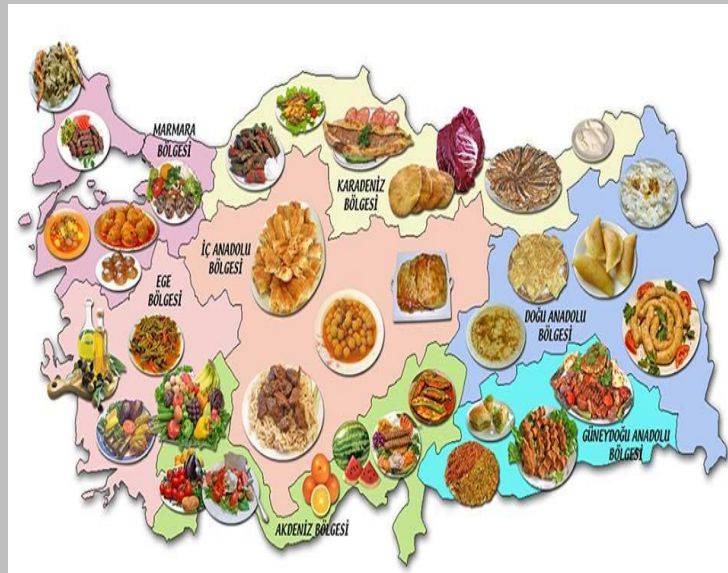 MARMARA
BÖLGESİ
KARADENİZ
BÖLGESİ
İÇ ANADOLU
BÖLGESİ
EGE
BÖLGESİ
DOĞU ANADOLU
BÖLGESİ
GÜNEYDOĞU ANADOLU
BÖLGESİ
AKDENİZ BÖLGESİ